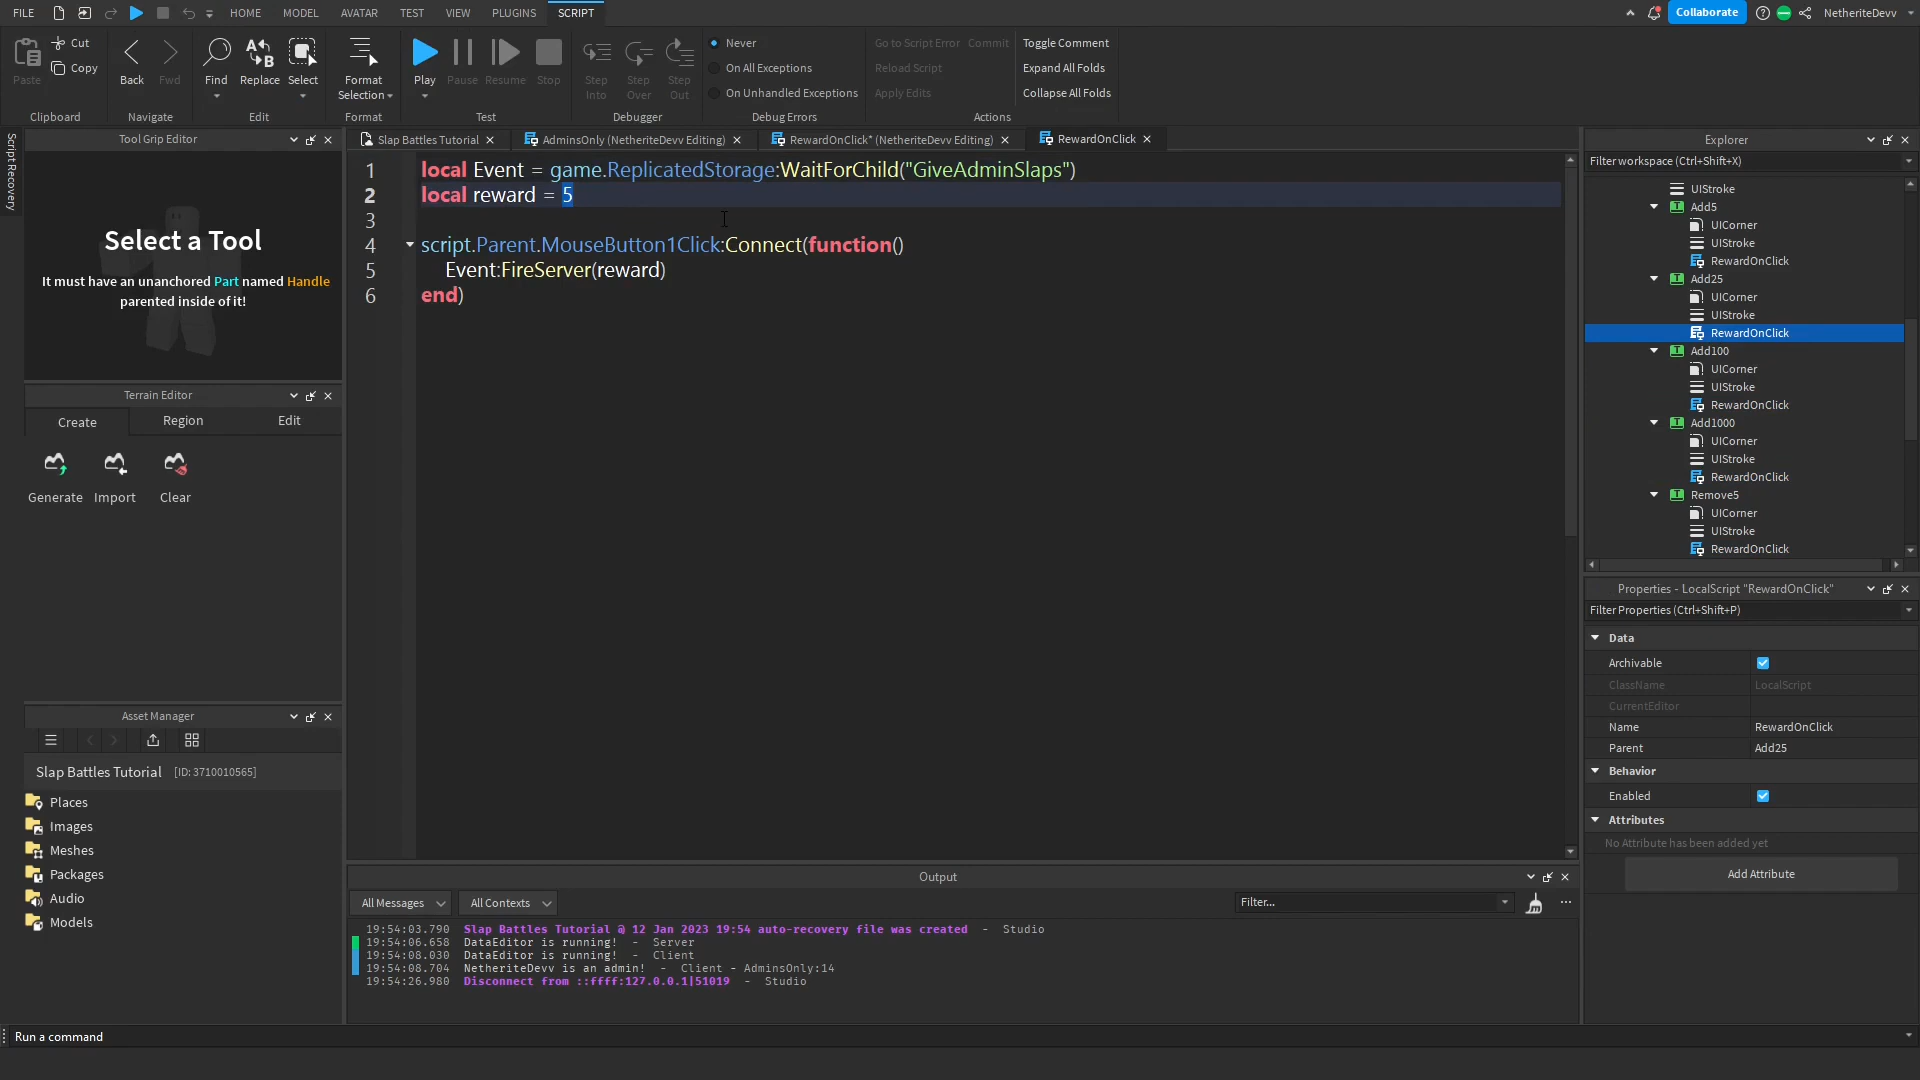 FILE HOME MODEL AVATAR TEST VIEW PLUGINS SCRIPT Collaborate NetheriteDevv
Paste Cut Copy
Clipboard
Back Fwd
Navigate
Find Replace Select
Edit
Format Selection
Format
Play Pause Resume Stop
Test
Step Into Step Over Step Out
Debugger
Never
On All Exceptions
On Unhandled Exceptions
Debug Errors
Go to Script Error Commit
Reload Script
Apply Edits
Toggle Comment
Expand All Folds
Collapse All Folds
Actions
Script Recovery
Tool Grip Editor
Select a Tool
It must have an unanchored Part named Handle
parented inside of it!
Terrain Editor
Create Region Edit
Generate Import Clear
Asset Manager
Slap Battles Tutorial [ID: 3710010565]
Places
Images
Meshes
Packages
Audio
Models
Slap Battles Tutorial AdminsOnly (NetheriteDevv Editing) RewardOnClick* (NetheriteDevv Editing) RewardOnClick
1 local Event = game.ReplicatedStorage:WaitForChild("GiveAdminSlaps")
2 local reward = 5
3
4 script.Parent.MouseButton1Click:Connect(function()
5 Event:FireServer(reward)
6 end)
Output
All Messages All Contexts Filter...
19:54:03.790 Slap Battles Tutorial @ 12 Jan 2023 19:54 auto-recovery file was created - Studio
19:54:06.658 DataEditor is running! - Server
19:54:08.030 DataEditor is running! - Client
19:54:08.704 NetheriteDevv is an admin! - Client - AdminsOnly:14
19:54:26.980 Disconnect from ::ffff:127.0.0.1|51019 - Studio
Explorer
Filter workspace (Ctrl+Shift+X)
UIStroke
Add5
UICorner
UIStroke
RewardOnClick
Add25
UICorner
UIStroke
RewardOnClick
Add100
UICorner
UIStroke
RewardOnClick
Add1000
UICorner
UIStroke
RewardOnClick
Remove5
UICorner
UIStroke
RewardOnClick
Properties - LocalScript "RewardOnClick"
Filter Properties (Ctrl+Shift+P)
Data
Archivable
ClassName LocalScript
CurrentEditor
Name RewardOnClick
Parent Add25
Behavior
Enabled
Attributes
No Attribute has been added yet
Add Attribute
Run a command